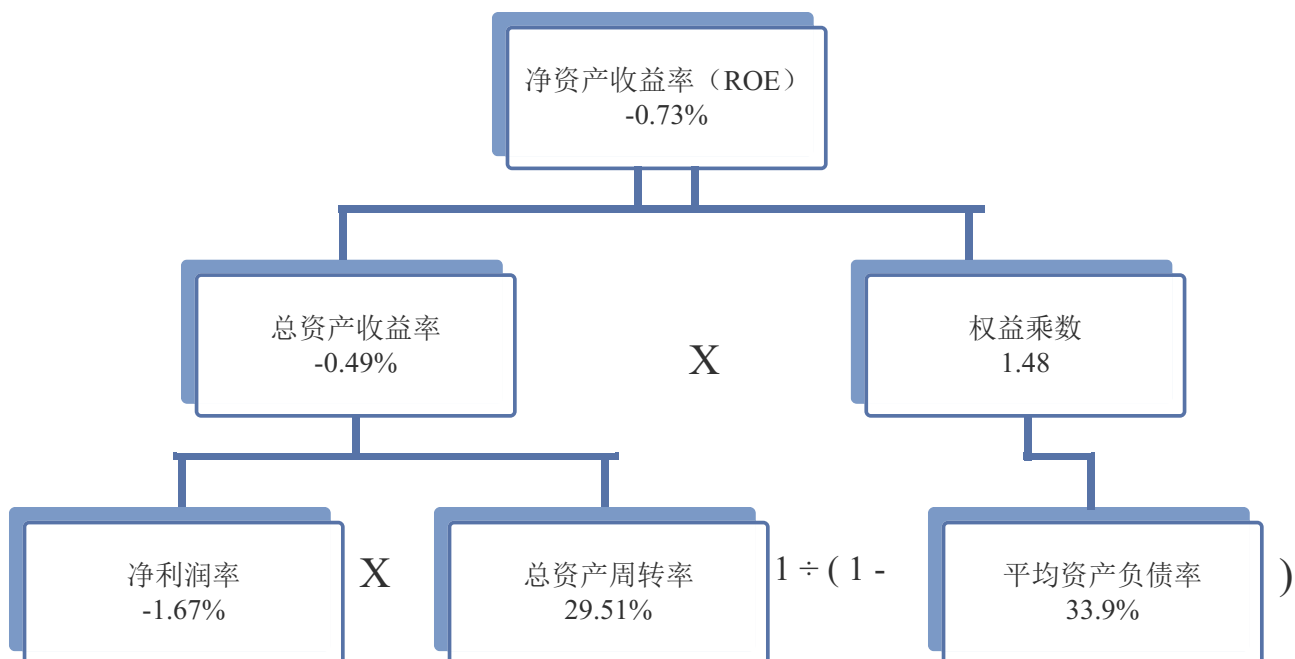 净资产收益率（ROE）
-0.73%
总资产收益率
-0.49%
X
权益乘数
1.48
净利润率
-1.67%
X
总资产周转率
29.51%
1 ÷ ( 1 -
平均资产负债率
33.9%
)